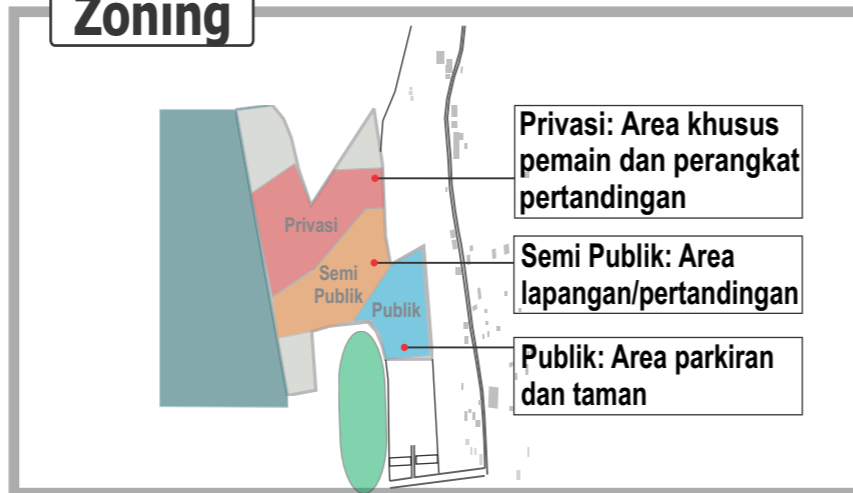 Zoning
Privasi: Area khusus
pemain dan perangkat
pertandingan
Privasi
Semi Publik: Area
lapangan/pertandingan
Semi
Publik
Publik
Publik: Area parkiran
dan taman